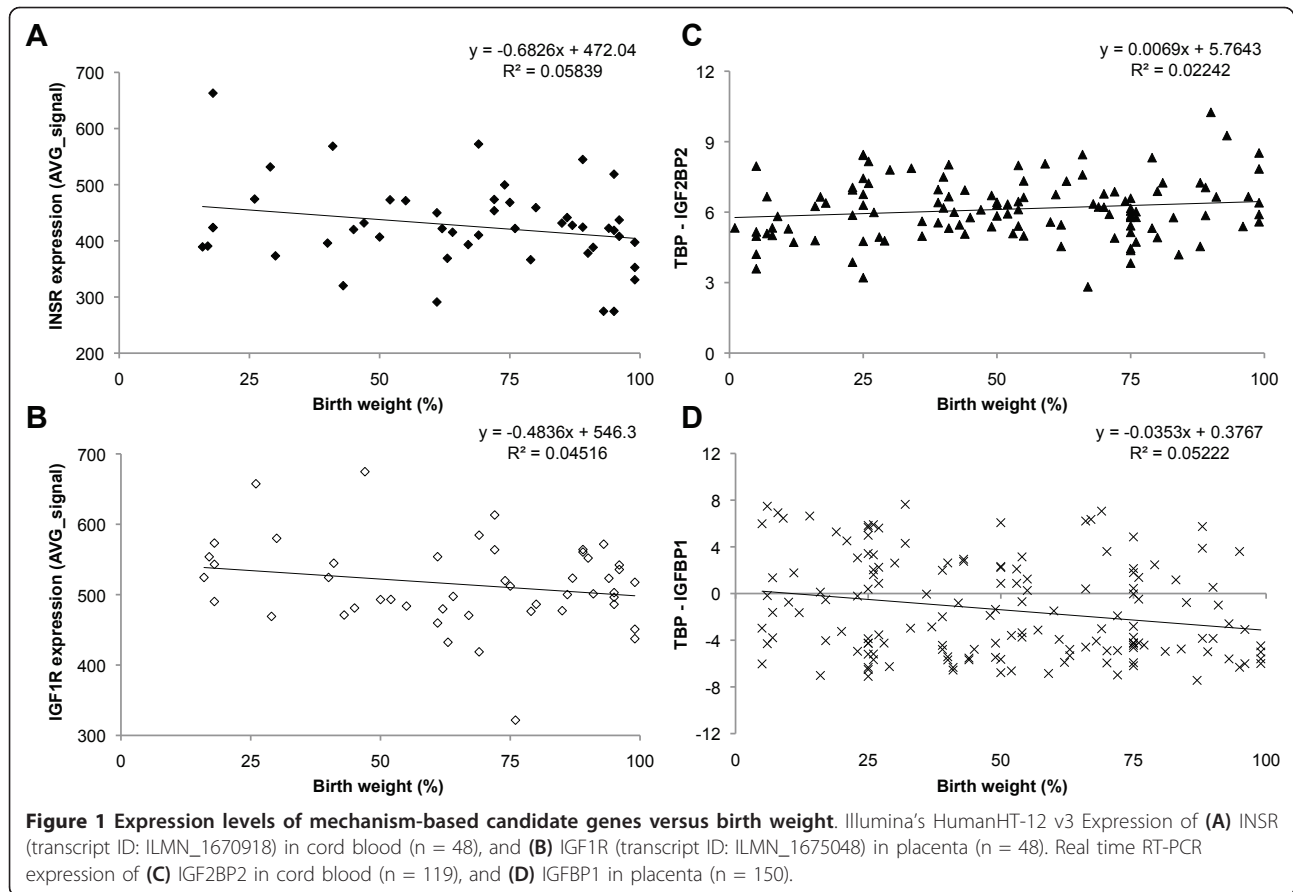 A
y = -0.6826x + 472.04
R² = 0.05839
INSR expression (AVG_signal)
700
600
500
400
300
200
0
25
50
75
100
Birth weight (%)
B
y = -0.4836x + 546.3
R² = 0.04516
IGF1R expression (AVG_signal)
700
600
500
400
300
0
25
50
75
100
Birth weight (%)
C
y = 0.0069x + 5.7643
R² = 0.02242
TBP - IGF2BP2
12
9
6
3
0
0
25
50
75
100
Birth weight (%)
D
y = -0.0353x + 0.3767
R² = 0.05222
TBP - IGFBP1
12
8
4
0
-4
-8
-12
0
25
50
75
100
Birth weight (%)
Figure 1 Expression levels of mechanism-based candidate genes versus birth weight. Illumina's HumanHT-12 v3 Expression of (A) INSR
(transcript ID: ILMN_1670918) in cord blood (n = 48), and (B) IGF1R (transcript ID: ILMN_1675048) in placenta (n = 48). Real time RT-PCR
expression of (C) IGF2BP2 in cord blood (n = 119), and (D) IGFBP1 in placenta (n = 150).